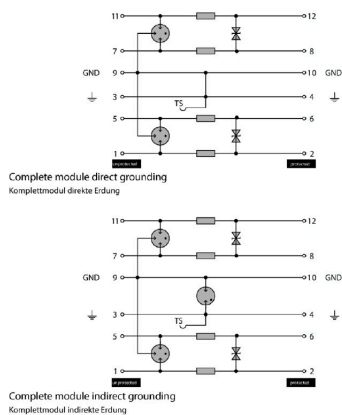 11 12
7 8
GND 9 10 GND
3 4
TS
5 6
1 2
unprotected protected
Complete module direct grounding
Komplettmodul direkte Erdung
11 12
7 8
GND 9 10 GND
3 4
TS
5 6
1 2
protected
Complete module indirect grounding
Komplettmodul indirekte Erdung